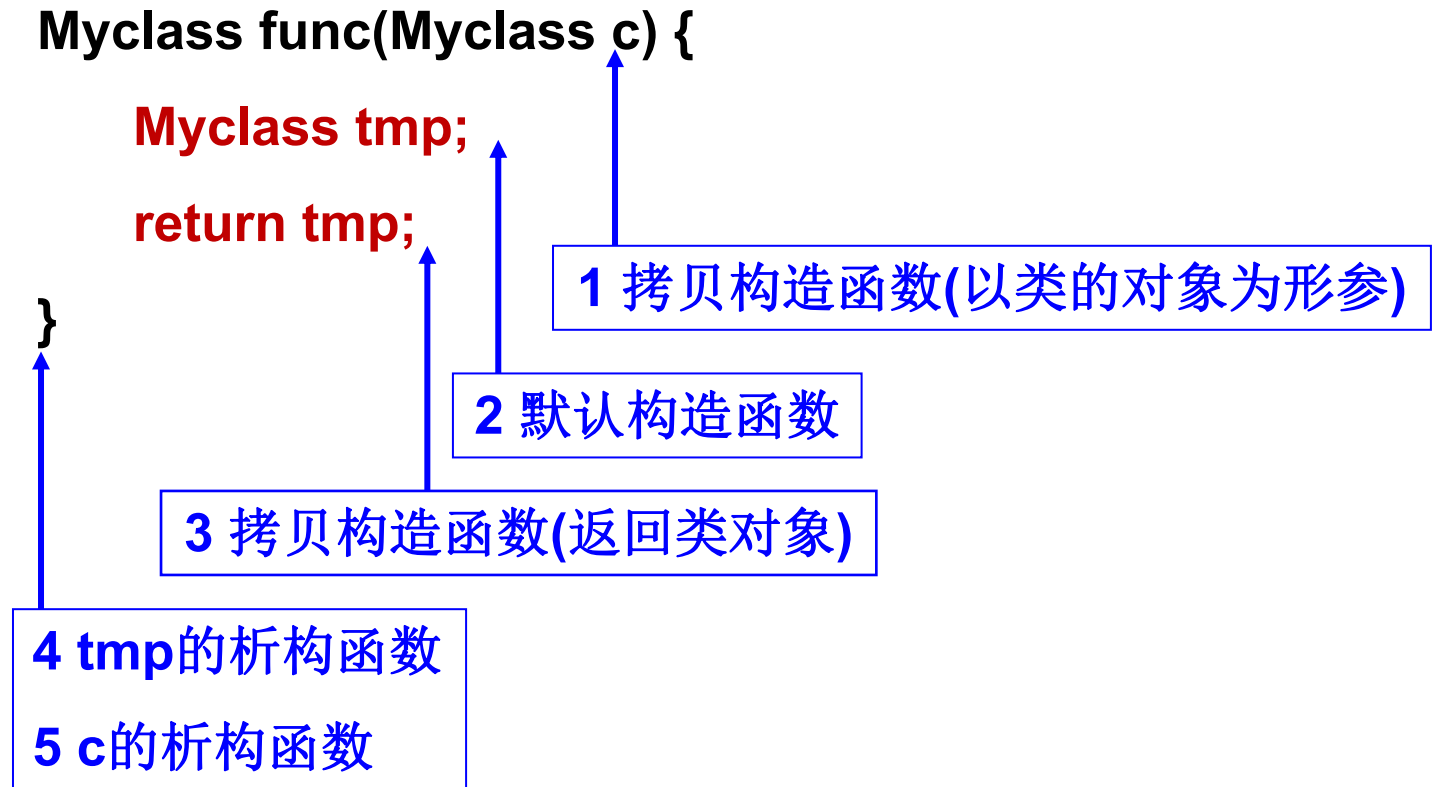 Myclass func(Myclass c) {
Myclass tmp;
return tmp;
1 拷贝构造函数(以类的对象为形参)
}
2 默认构造函数
3 拷贝构造函数(返回类对象)
4 tmp的析构函数
5 c的析构函数